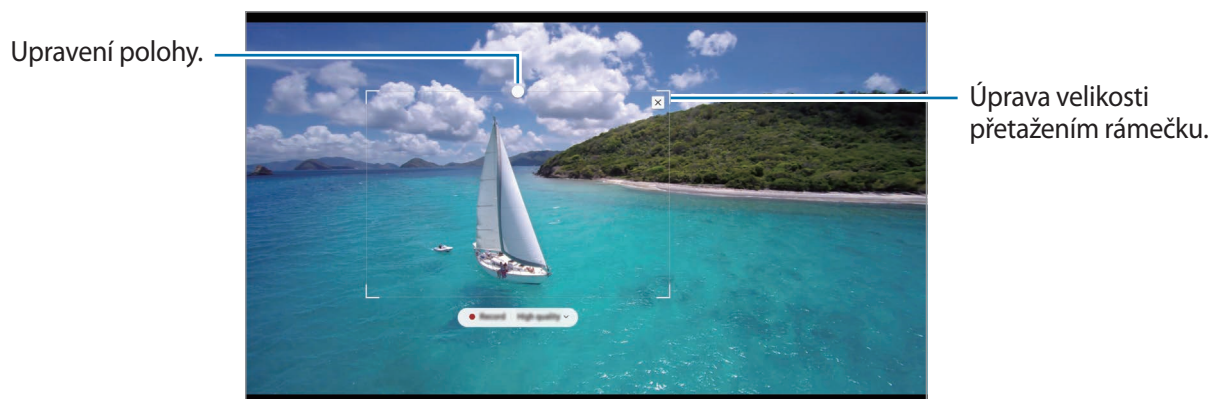 Upravení polohy.
Úprava velikosti
přetažením rámečku.
Record High quality